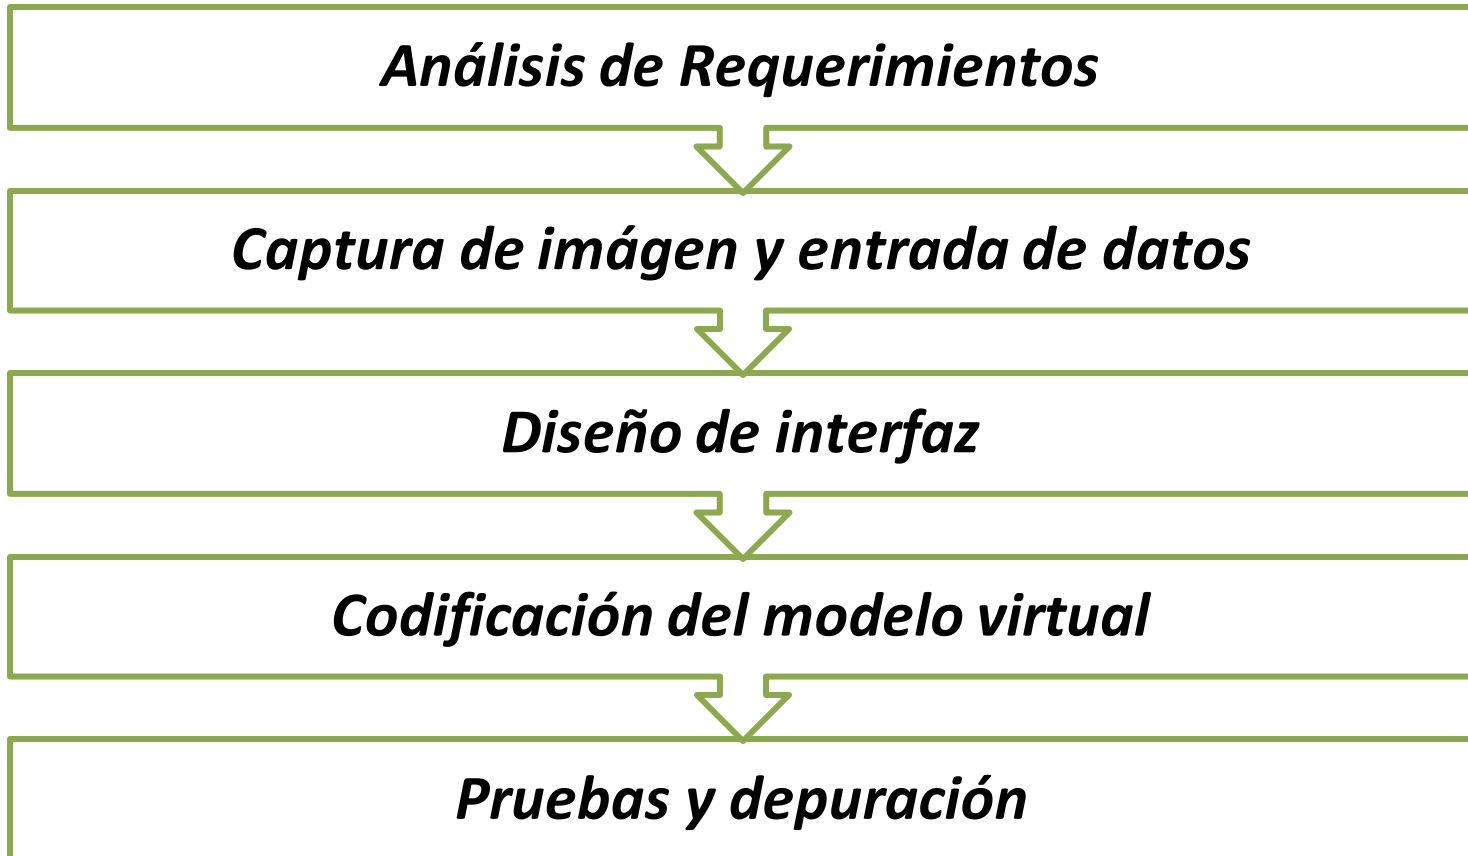 Análisis de Requerimientos
Captura de imágen y entrada de datos
Diseño de interfaz
Codificación del modelo virtual
Pruebas y depuración